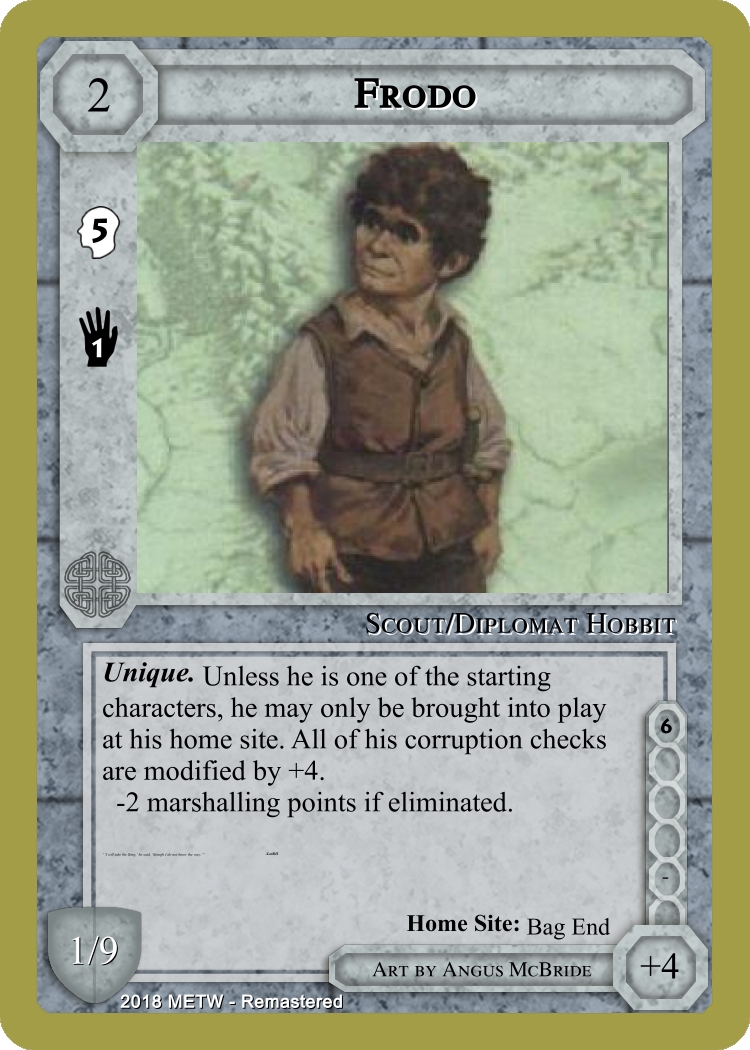 2
Frodo
5
1
Scout/Diplomat Hobbit
Unique. Unless he is one of the starting
characters, he may only be brought into play
at his home site. All of his corruption checks
are modified by +4.
-2 marshalling points if eliminated.
6
-
Home Site: Bag End
1/9
Art by Angus McBride
+4
2018 METW - Remastered